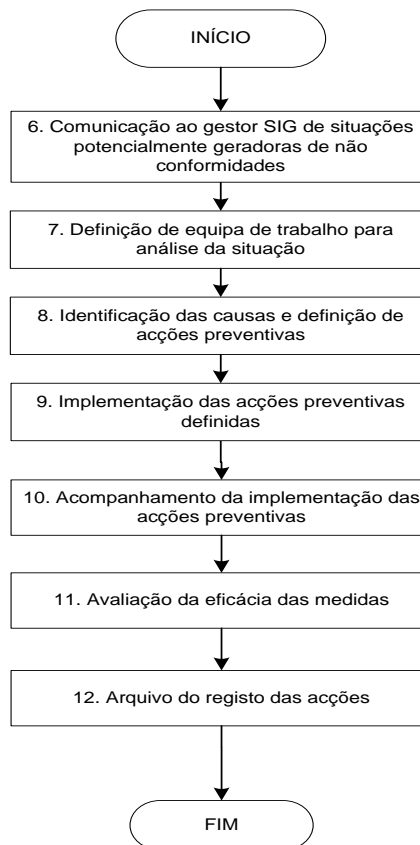 INÍCIO
6. Comunicação ao gestor SIG de situações
potencialmente geradoras de não
conformidades
7. Definição de equipa de trabalho para
análise da situação
8. Identificação das causas e definição de
acções preventivas
9. Implementação das acções preventivas
definidas
10. Acompanhamento da implementação das
acções preventivas
11. Avaliação da eficácia das medidas
12. Arquivo do registo das acções
FIM